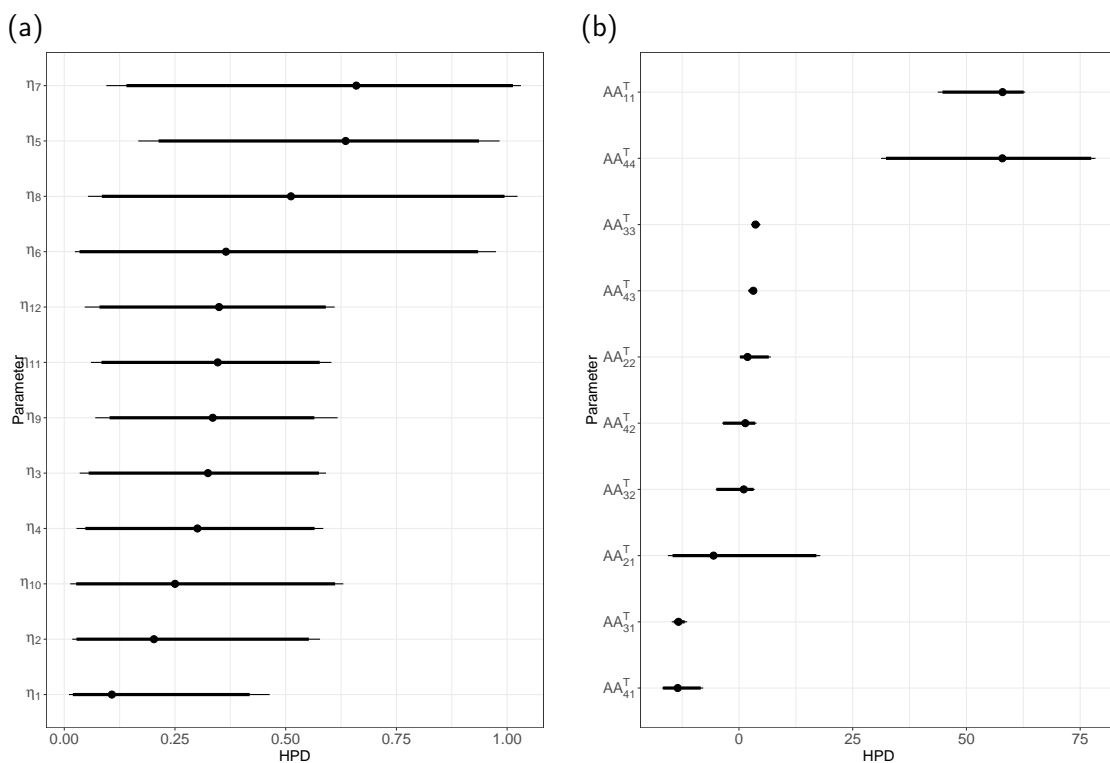 (a)
η7
η5
η8
η6
η12
η11
η9
η3
η4
η10
η2
η1
Parameter
0.00 0.25 0.50 0.75 1.00
HPD
(b)
AA^T_11
AA^T_44
AA^T_33
AA^T_43
AA^T_22
AA^T_42
AA^T_32
AA^T_21
AA^T_31
AA^T_41
Parameter
0 25 50 75
HPD